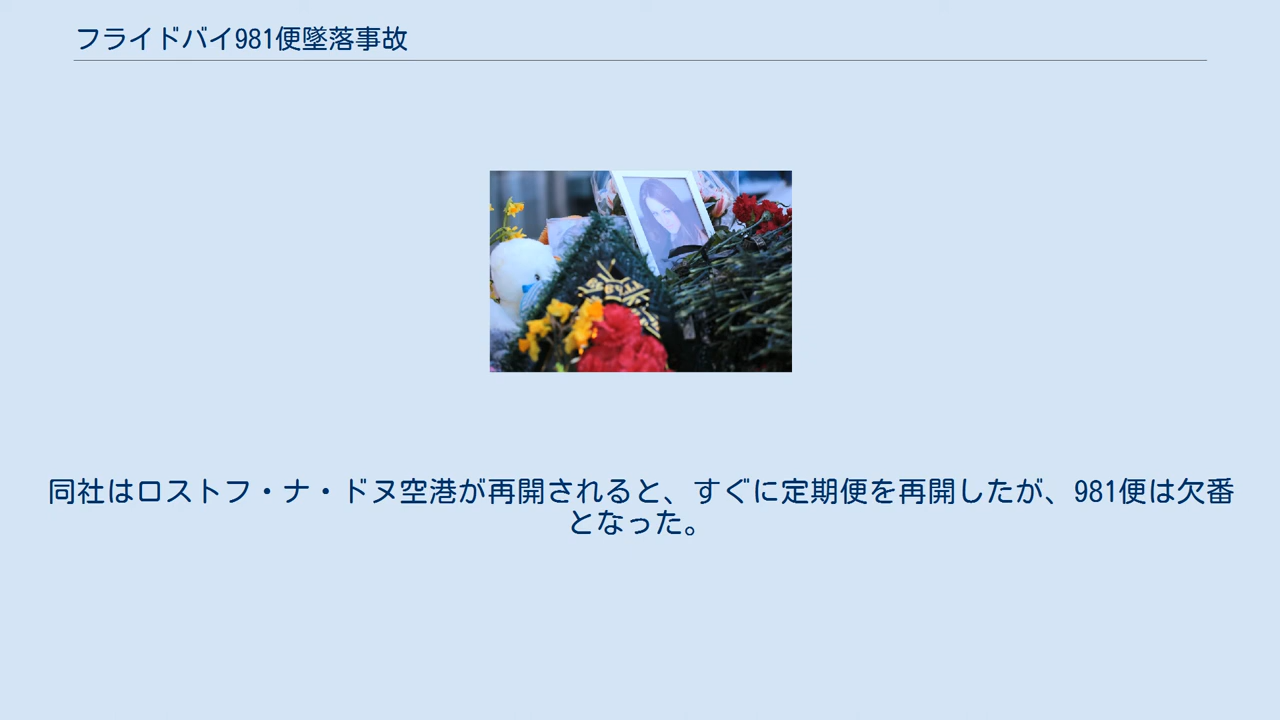 フライドバイ981便墜落事故
同社はロストフ・ナ・ドヌ空港が再開されると、すぐに定期便を再開したが、981便は欠番
となった。